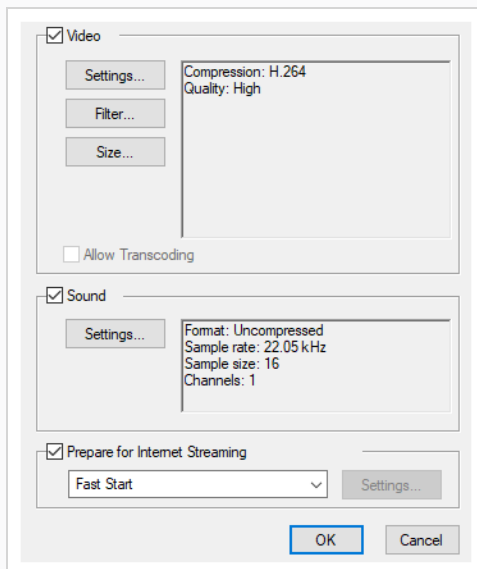 Video
Settings...
Compression: H.264
Quality: High
Filter...
Size...
Allow Transcoding
Sound
Settings...
Format: Uncompressed
Sample rate: 22.05 kHz
Sample size: 16
Channels: 1
Prepare for Internet Streaming
Fast Start
Settings...
OK
Cancel